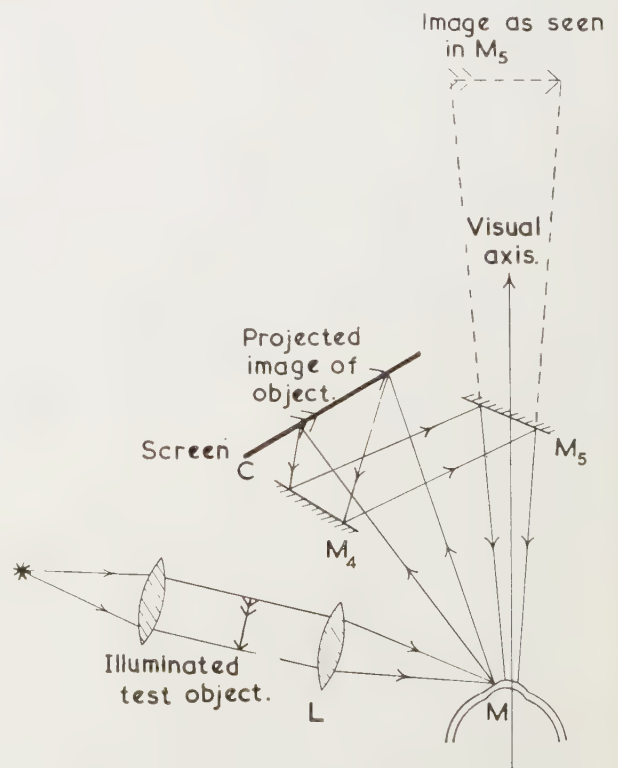 Image as seen
in M5
Visual
axis.
Projected
image of
object.
Screen
C
M5
M4
Illuminated
test object.
L
M